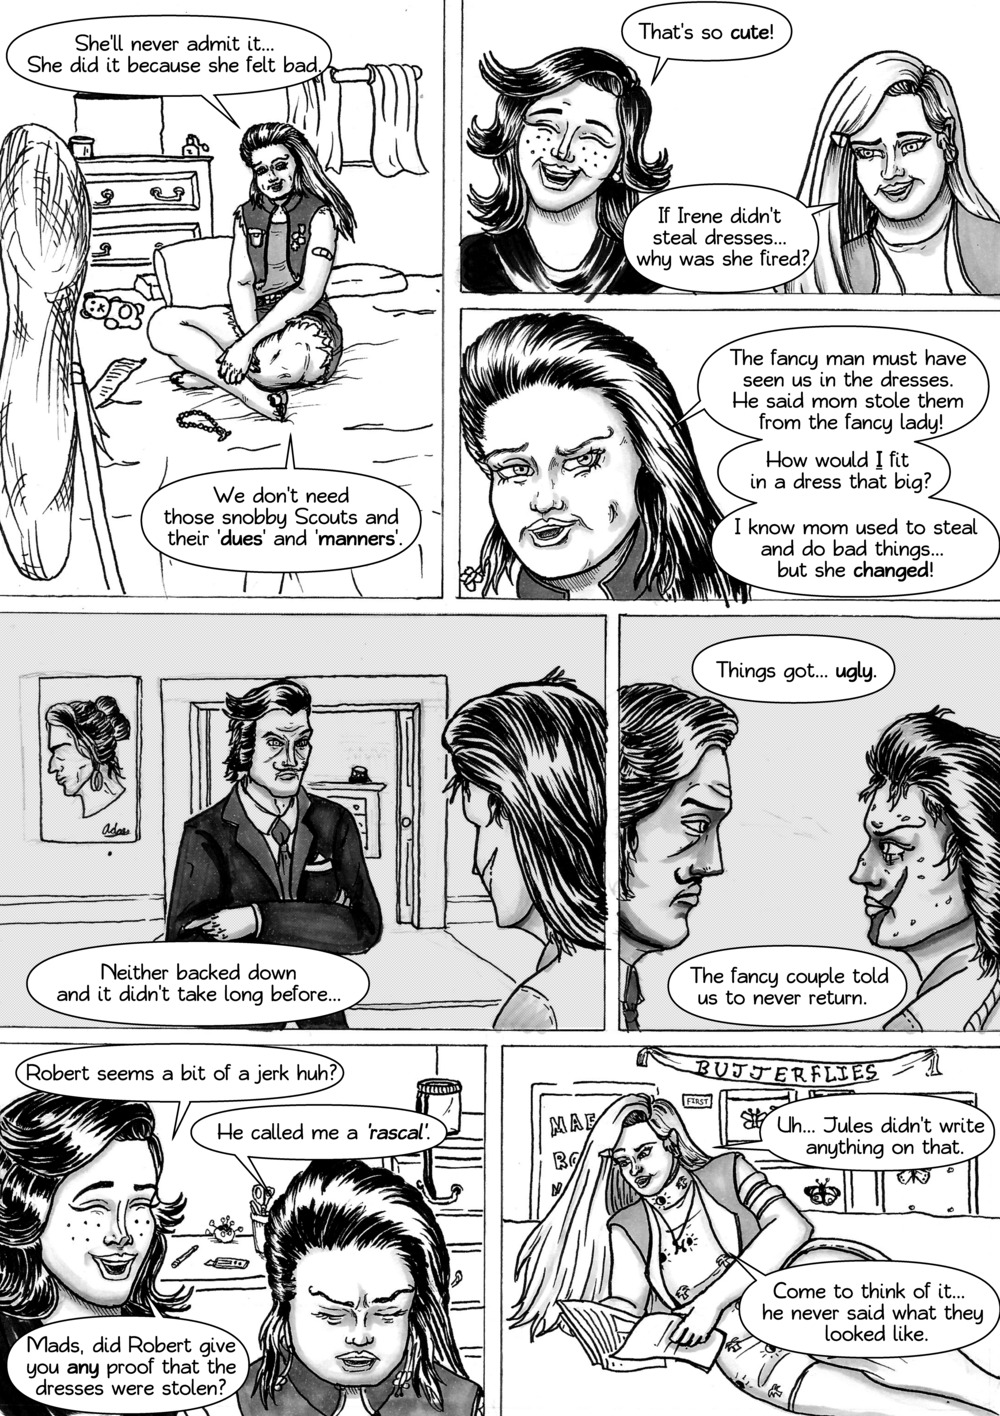 She'll never admit it...
She did it because she felt bad.
We don't need
those snobby Scouts and
their 'dues' and 'manners'.
That's so cute!
If Irene didn't
steal dresses...
why was she fired?
The fancy man must have
seen us in the dresses.
He said mom stole them
from the fancy lady!
How would I fit
in a dress that big?
I know mom used to steal
and do bad things...
but she changed!
Neither backed down
and it didn't take long before...
Things got... ugly.
The fancy couple told
us to never return.
Robert seems a bit of a jerk huh?
He called me a 'rascal'.
Mads, did Robert give
you any proof that the
dresses were stolen?
BUTTERFLIES
FIRST
Uh... Jules didn't write
anything on that.
Come to think of it...
he never said what they
looked like.